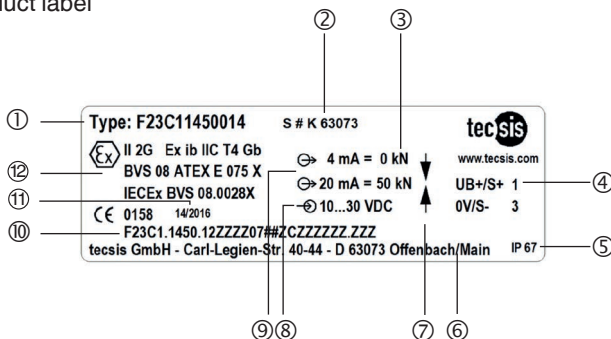 duct label
② ③
① Type: F23C11450014 S # K 63073 tecsis
Ex II 2G Ex ib IIC T4 Gb ⊖ 4 mA = 0 kN www.tecsis.com
⑫ BVS 08 ATEX E 075 X ⊖ 20 mA = 50 kN UB+/S+ 1 ④
IECEx BVS 08.0028X
⑪ CE 0158 14/2016 10...30 VDC 0V/S- 3
⑩ F23C1.1450.12ZZZZ07##ZCZZZZZZ.ZZZ
tecsis GmbH - Carl-Legien-Str. 40-44 - D 63073 Offenbach/Main IP 67 ⑤
⑨ ⑧ ⑦ ⑥